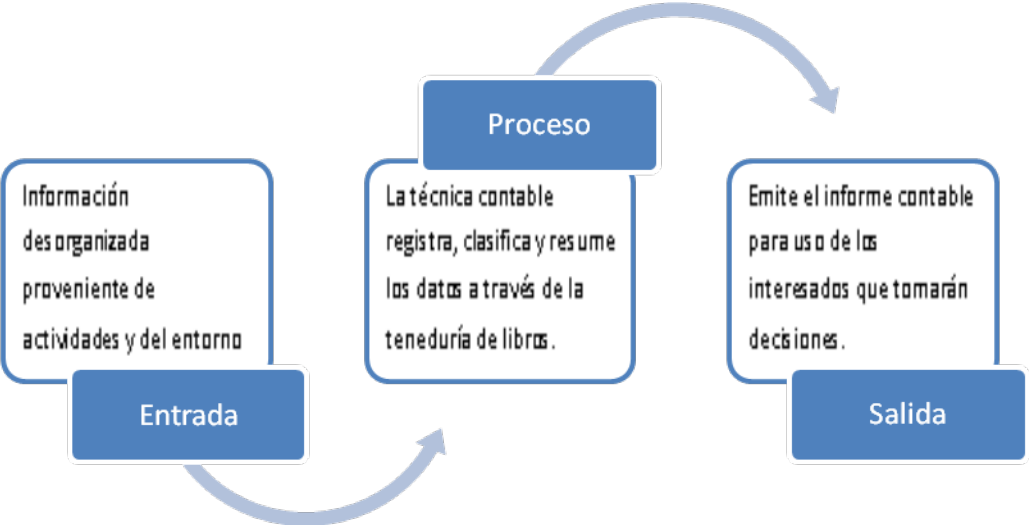 Información
desorganizada
proveniente de
actividades y del entorno
Entrada
Proceso
La técnica contable
registra, clasifica y resume
los datos a través de la
teneduría de libros.
Emite el informe contable
para uso de los
interesados que tomarán
decisiones.
Salida